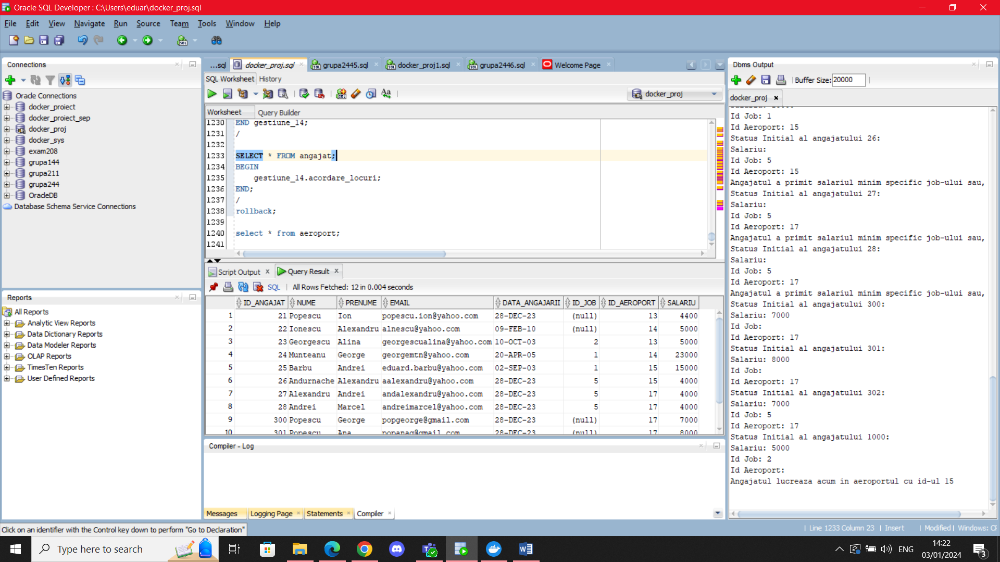 Oracle SQL Developer : C:\Users\eduar\docker_proj.sql
File Edit View Navigate Run Source Team Tools Window Help
Connections
Oracle Connections
docker_proiect
docker_proiect_sep
docker_proj
docker_sys
exam208
grupa144
grupa211
grupa244
OracleDB
Database Schema Service Connections
Reports
All Reports
Analytic View Reports
Data Dictionary Reports
Data Modeler Reports
OLAP Reports
TimesTen Reports
User Defined Reports
...sql docker_proj.sql grupa2445.sql docker_proj1.sql grupa2446.sql Welcome Page
SQL Worksheet History
docker_proj
Worksheet Query Builder
1230 END gestiune_14;
1231 /
1232
1233 SELECT * FROM angajat;
1234 BEGIN
1235 gestiune_14.acordare_locuri;
1236 END;
1237 /
1238 rollback;
1239
1240 select * from aeroport;
1241
Script Output Query Result
SQL | All Rows Fetched: 12 in 0.004 seconds
ID_ANGAJAT NUME PRENUME EMAIL DATA_ANGAJARII ID_JOB ID_AEROPORT SALARIU
1 21 Popescu Ion popescu.ion@yahoo.com 28-DEC-23 (null) 13 4400
2 22 Ionescu Alexandru alnescu@yahoo.com 09-FEB-10 (null) 14 5000
3 23 Georgescu Alina georgescualina@yahoo.com 10-OCT-03 2 13 5000
4 24 Munteanu George georgemtn@yahoo.com 20-APR-05 1 14 23000
5 25 Barbu Andrei eduard.barbu@yahoo.com 02-SEP-03 1 15 15000
6 26 Andurnache Alexandru aalexandru@yahoo.com 28-DEC-23 5 15 4000
7 27 Alexandru Andrei andalexandru@yahoo.com 28-DEC-23 5 17 4000
8 28 Andrei Marcel andreimarcel@yahoo.com 28-DEC-23 5 17 4000
9 300 Popescu George popgeorge@gmail.com 28-DEC-23 (null) 17 7000
10 301 Popescu Ana popanag@gmail.com 28-DEC-23 (null) 17 8000
Compiler - Log
Messages Logging Page Statements Compiler
Dbms Output
Buffer Size: 20000
docker_proj
Id Job: 1
Id Aeroport: 15
Status Initial al angajatului 26:
Salariu:
Id Job: 5
Id Aeroport: 15
Angajatul a primit salariul minim specific job-ului sau,
Status Initial al angajatului 27:
Salariu:
Id Job: 5
Id Aeroport: 17
Angajatul a primit salariul minim specific job-ului sau,
Status Initial al angajatului 28:
Salariu:
Id Job: 5
Id Aeroport: 17
Angajatul a primit salariul minim specific job-ului sau,
Status Initial al angajatului 300:
Salariu: 7000
Id Job:
Id Aeroport: 17
Status Initial al angajatului 301:
Salariu: 8000
Id Job:
Id Aeroport: 17
Status Initial al angajatului 302:
Salariu: 7000
Id Job: 5
Id Aeroport: 17
Status Initial al angajatului 1000:
Salariu: 5000
Id Job: 2
Id Aeroport:
Angajatul lucreaza acum in aeroportul cu id-ul 15
Click on an identifier with the Control key down to perform "Go to Declaration"
| Line 1233 Column 23 | Insert | Modified | Windows:
Type here to search
ENG
14:22
03/01/2024
3